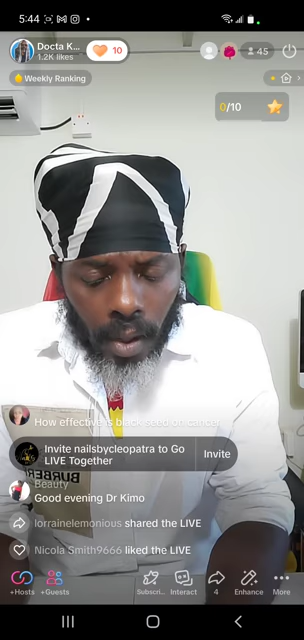 5:44
Docta K...
1.2K likes
10
45
Weekly Ranking
0/10
How effective is black seed on cancer
Invite nailsbycleopatra to Go
LIVE Together
Invite
Beauty
Good evening Dr Kimo
lorrainelemonious shared the LIVE
Nicola Smith9666 liked the LIVE
+Hosts
+Guests
Subscri...
Interact
4
Enhance
More